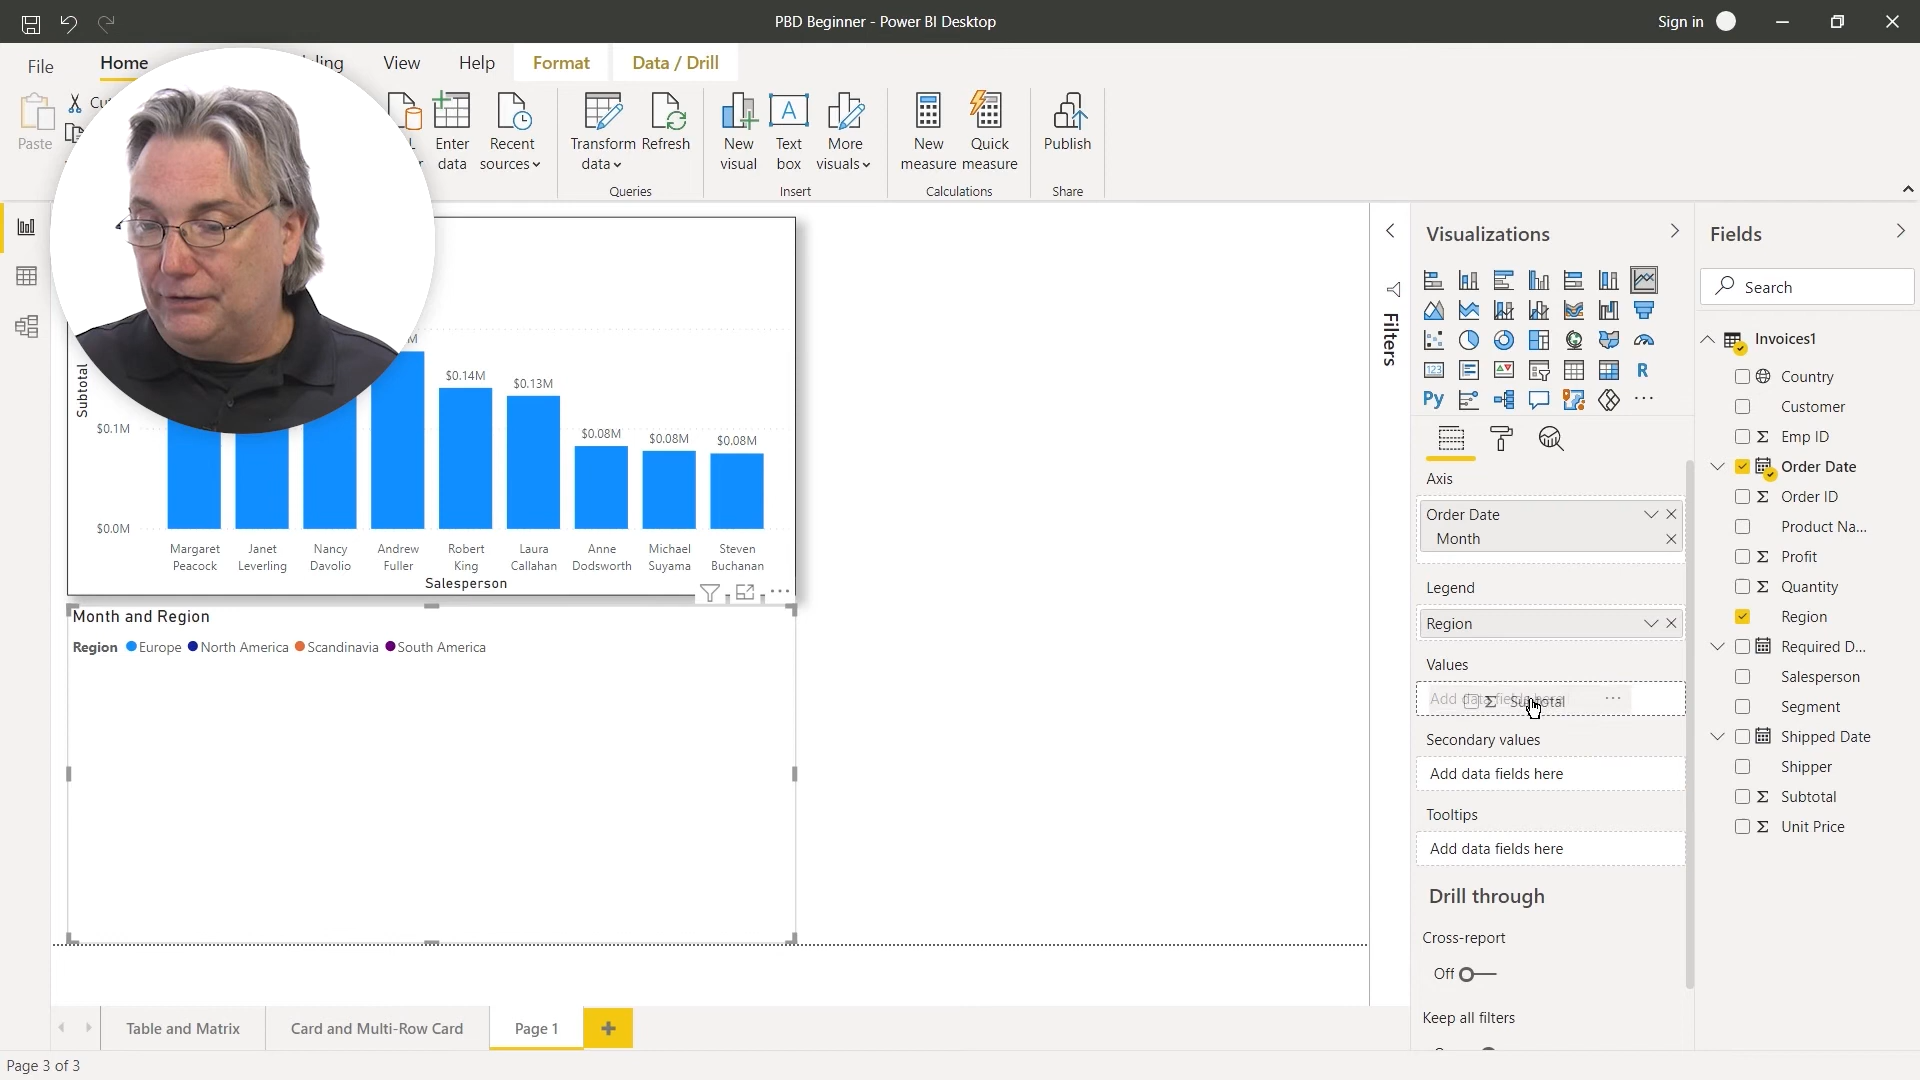 PBD Beginner - Power BI Desktop
Sign in
File
Home
View
Help
Format
Data / Drill
Paste
Enter
data
Recent
sources
Transform
data
Refresh
New
visual
Text
box
More
visuals
New
measure
Quick
measure
Publish
Queries
Insert
Calculations
Share
Subtotal
$0.14M
$0.13M
$0.08M
$0.08M
$0.08M
$0.1M
$0.0M
Margaret
Peacock
Janet
Leverling
Nancy
Davolio
Andrew
Fuller
Robert
King
Laura
Callahan
Anne
Dodsworth
Michael
Suyama
Steven
Buchanan
Salesperson
Month and Region
Region Europe North America Scandinavia South America
Filters
Visualizations
123
R
Py
Axis
Order Date
Month
Legend
Region
Values
Add data fields here
Subtotal
Secondary values
Add data fields here
Tooltips
Add data fields here
Drill through
Cross-report
Off
Keep all filters
Fields
Search
Invoices1
Country
Customer
Σ Emp ID
Order Date
Σ Order ID
Product Na...
Σ Profit
Σ Quantity
Region
Required D...
Salesperson
Segment
Shipped Date
Shipper
Σ Subtotal
Σ Unit Price
Table and Matrix
Card and Multi-Row Card
Page 1
Page 3 of 3